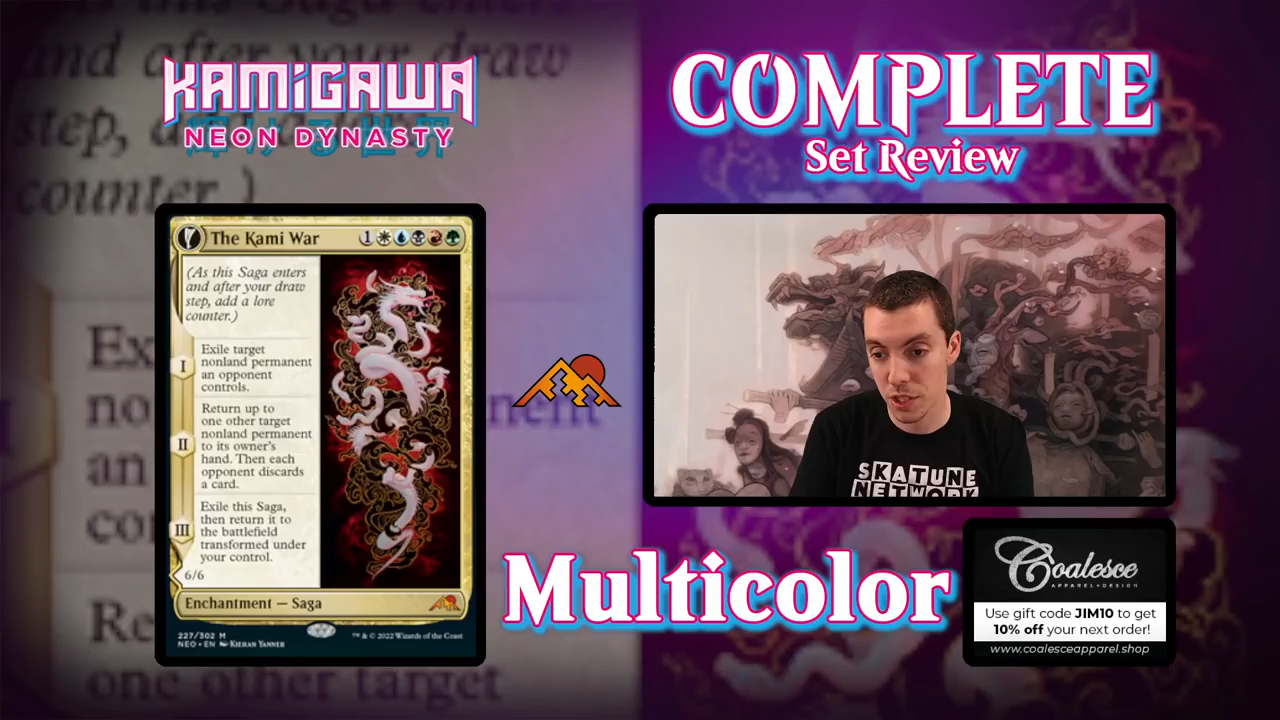 KAMIGAWA
NEON DYNASTY
COMPLETE
Set Review
The Kami War
1
(As this Saga enters
and after your draw
step, add a lore
counter.)
I
Exile target
nonland permanent
an opponent
controls.
II
Return up to
one other target
nonland permanent
to its owner's
hand. Then each
opponent discards
a card.
III
Exile this Saga,
then return it to
the battlefield
transformed under
your control.
6/6
Enchantment — Saga
227/302 M
NEO • EN KIERAN YANNER
™ & © 2022 Wizards of the Coast
SKATUNE
NETWORK
Multicolor
Coalesce
APPAREL+DESIGN
Use gift code JIM10 to get
10% off your next order!
www.coalesceapparel.shop
and after your draw
step, a
counter.)
Ex
no
nent
an
co
Re
one other target